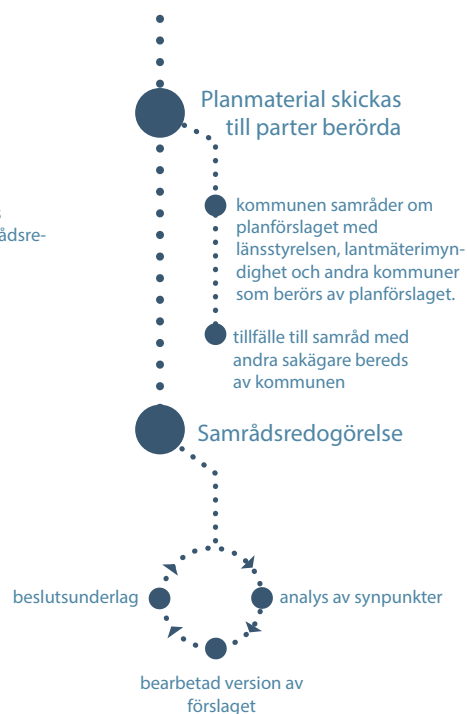 Planmaterial skickas
till parter berörda
kommunen samråder om
planförslaget med
länsstyrelsen, lantmäterimyn-
dighet och andra kommuner
som berörs av planförslaget.
tillfälle till samråd med
andra sakägare bereds
av kommunen
Samrådsredogörelse
beslutsunderlag
analys av synpunkter
bearbetad version av
förslaget